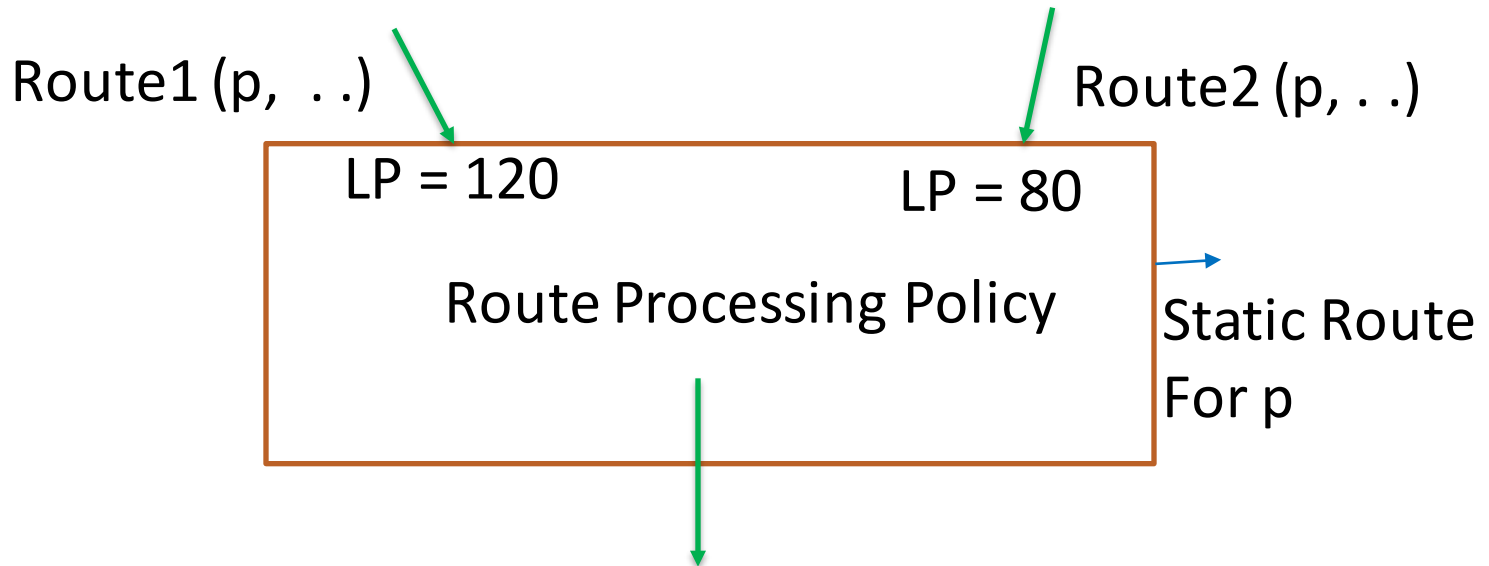 Route1 (p, . .)
Route2 (p, . .)
LP = 120
LP = 80
Route Processing Policy
Static Route
For p